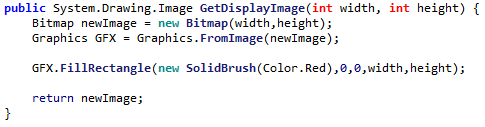 public System.Drawing.Image GetDisplayImage(int width, int height) {
    Bitmap newImage = new Bitmap(width,height);
    Graphics GFX = Graphics.FromImage(newImage);

    GFX.FillRectangle(new SolidBrush(Color.Red),0,0,width,height);

    return newImage;
}